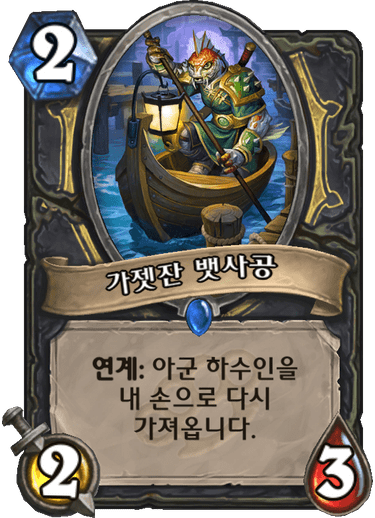 2
가젯잔 뱃사공
연계: 아군 하수인을
내 손으로 다시
가져옵니다.
2
3